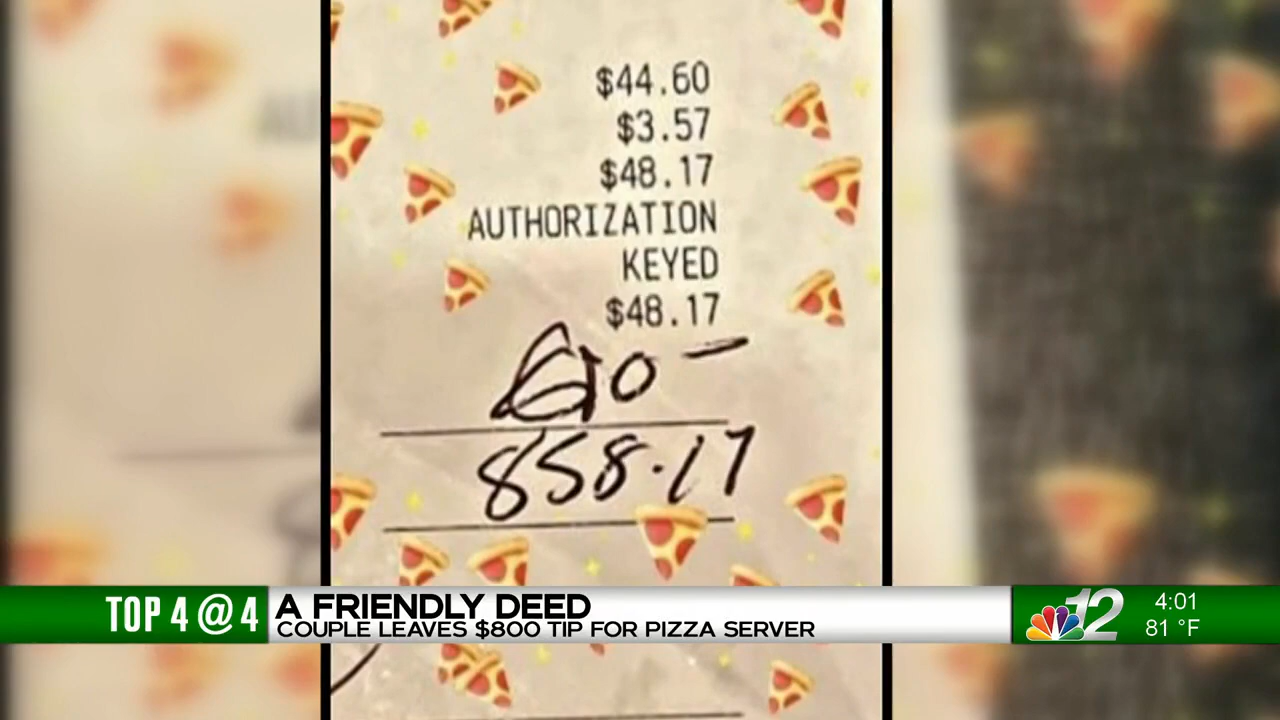 $44.60
$3.57
$48.17
AUTHORIZATION
KEYED
$48.17
858.17
TOP 4 @ 4
A FRIENDLY DEED
COUPLE LEAVES $800 TIP FOR PIZZA SERVER
12
4:01
81 °F